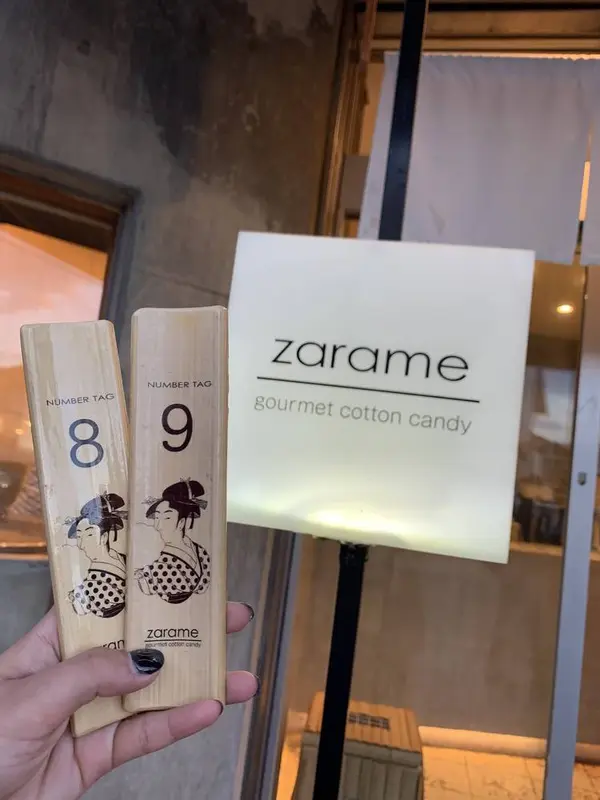 NUMBER TAG
8
NUMBER TAG
9
zarame
gourmet cotton candy
zarame
gourmet cotton candy